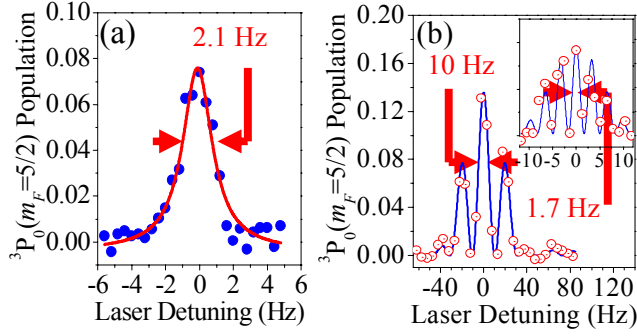 (a)
2.1 Hz
³P₀(m_F=5/2) Population
0.10
0.08
0.06
0.04
0.02
0.00
-6 -4 -2 0 2 4 6
Laser Detuning (Hz)
(b)
10 Hz
1.7 Hz
³P₀(m_F=5/2) Population
0.20
0.16
0.12
0.08
0.04
0.00
-10 -5 0 5 10
-40 0 40 80 120
Laser Detuning (Hz)